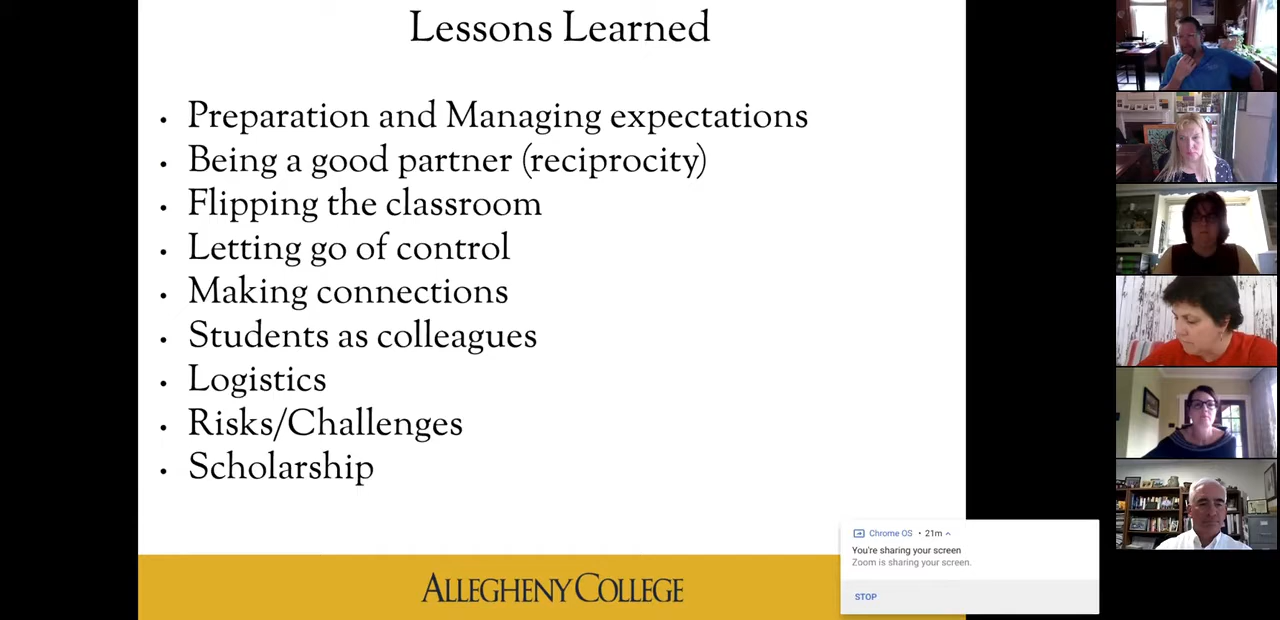 Lessons Learned
• Preparation and Managing expectations
• Being a good partner (reciprocity)
• Flipping the classroom
• Letting go of control
• Making connections
• Students as colleagues
• Logistics
• Risks/Challenges
• Scholarship
ALLEGHENY COLLEGE
Chrome OS • 21m
You're sharing your screen
Zoom is sharing your screen.
STOP